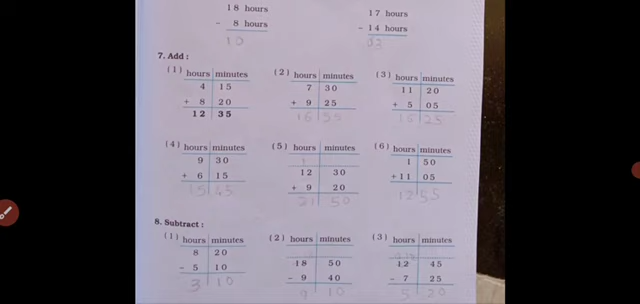 18 hours 17 hours
- 8 hours - 14 hours
10 03
7. Add :
(1) hours minutes (2) hours minutes (3) hours minutes
4 15 7 30 11 20
+ 8 20 + 9 25 + 5 05
12 35 16 55 16 25
(4) hours minutes (5) hours minutes (6) hours minutes
1
9 30 12 30 1 50
+ 6 15 + 9 20 + 11 05
15 45 21 50 12 55
8. Subtract :
(1) hours minutes (2) hours minutes (3) hours minutes
8 20 18 50 12 45
- 5 10 - 9 40 - 7 25
3 10 9 10 5 20